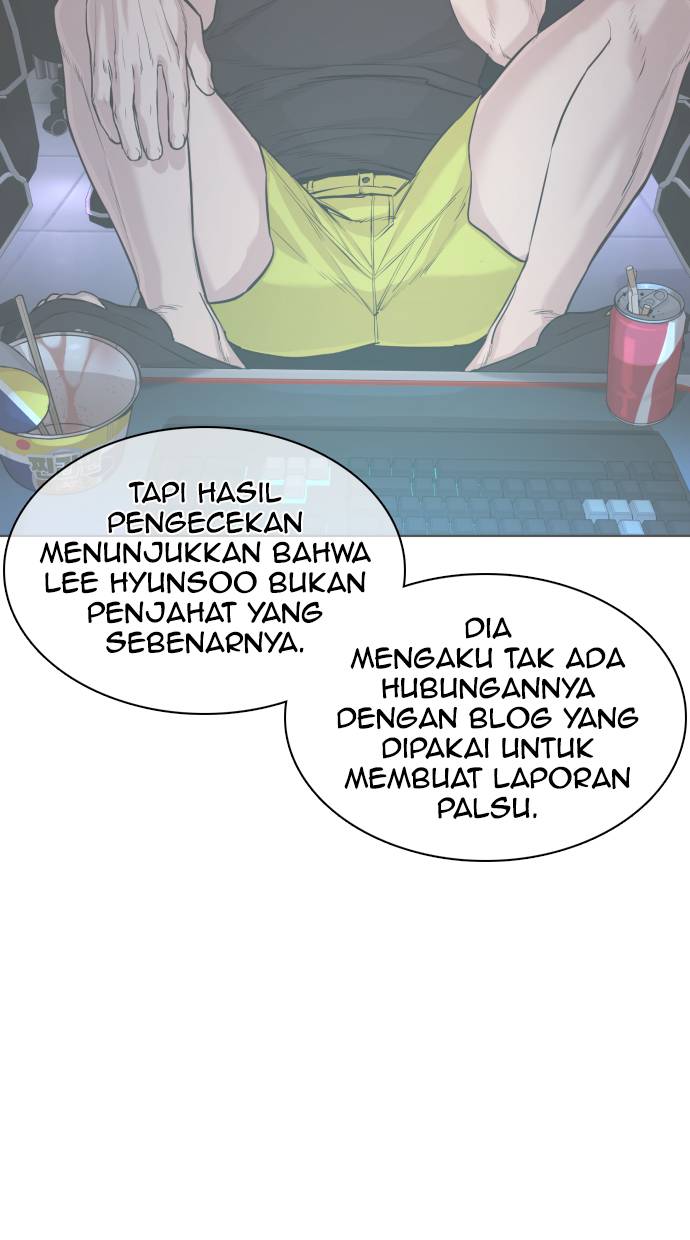 TAPI HASIL
PENGECEKAN
MENUNJUKKAN BAHWA
LEE HYUNSOO BUKAN
PENJAHAT YANG
SEBENARNYA.
DIA
MENGAKU TAK ADA
HUBUNGANNYA
DENGAN BLOG YANG
DIPAKAI UNTUK
MEMBUAT LAPORAN
PALSU.